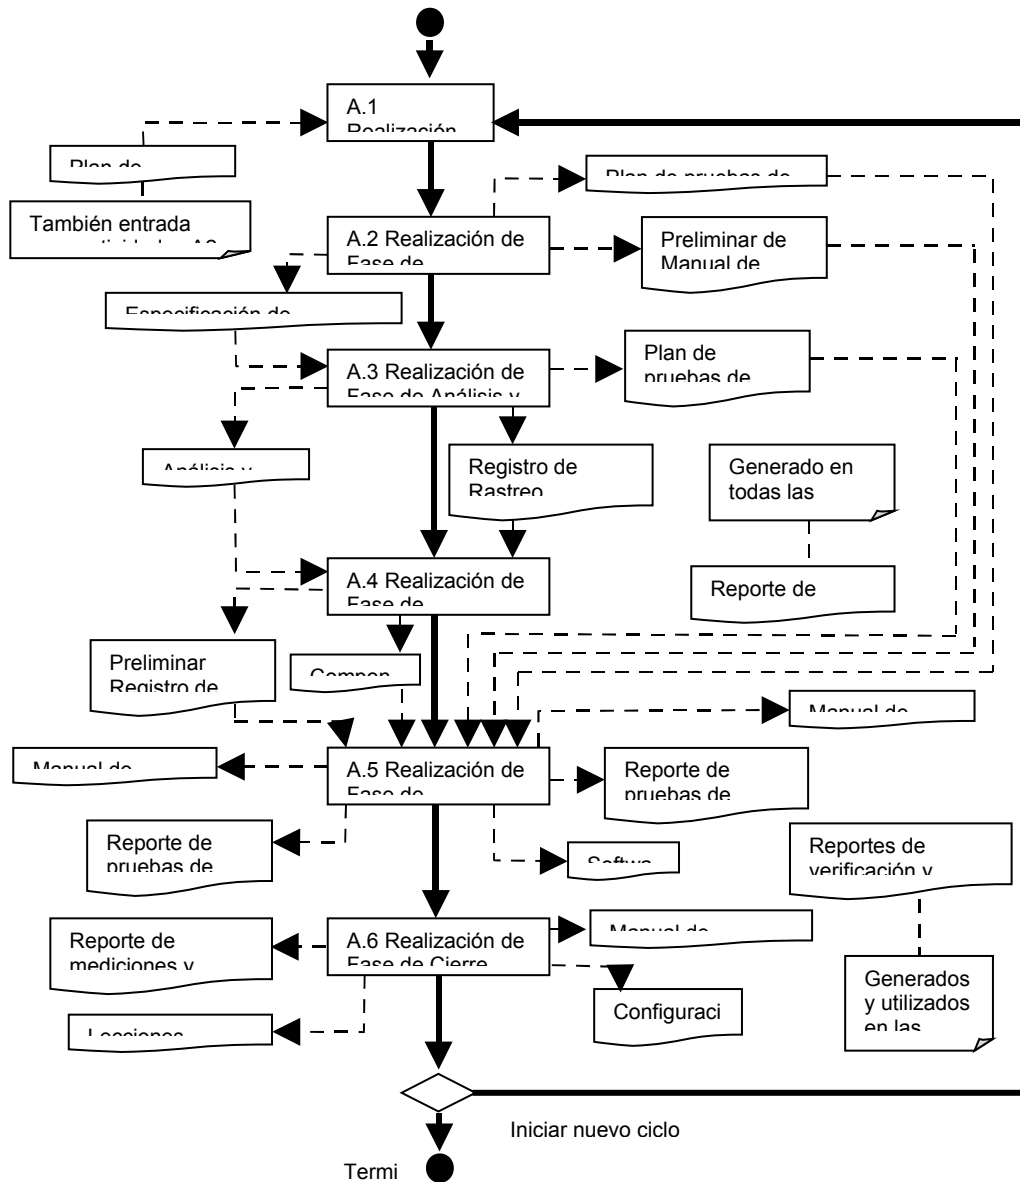 A.1
Realización
Plan de
También entrada
Plan de pruebas de
A.2 Realización de
Fase de
Preliminar de
Manual de
Especificación de
A.3 Realización de
Fase de Análisis y
Plan de
pruebas de
Análisis y
Registro de
Rastreo
Generado en
todas las
A.4 Realización de
Fase de
Reporte de
Preliminar
Registro de
Compon
Manual de
Manual de
A.5 Realización de
Fase de
Reporte de
pruebas de
Reporte de
pruebas de
Softwa
Reportes de
verificación y
Reporte de
mediciones y
A.6 Realización de
Fase de Cierre
Manual de
Generados
y utilizados
en las
Configuraci
Lecciones
Iniciar nuevo ciclo
Termi